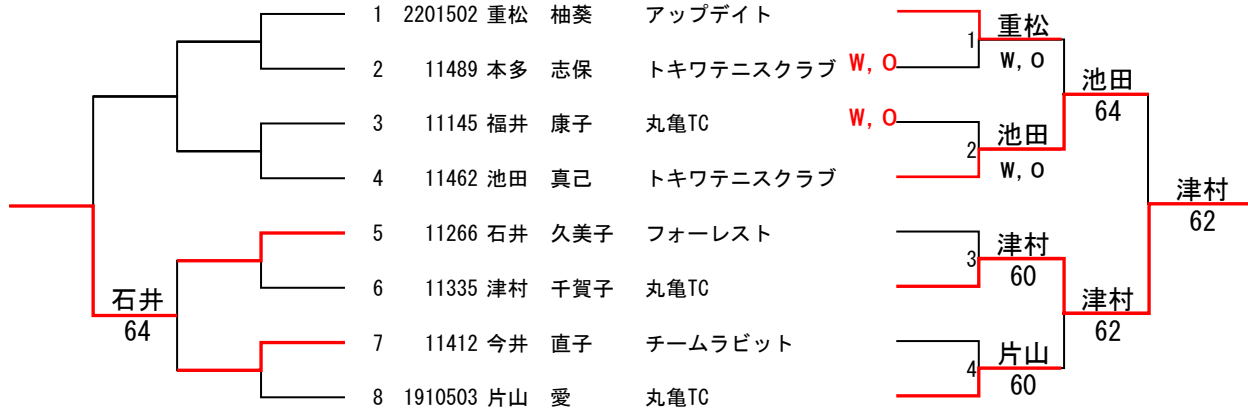 1 2201502 重松 柚葵 アップデイト
1 重松
2 11489 本多 志保 トキワテニスクラブ W, O
W, O
池田
64
3 11145 福井 康子 丸亀TC W, O
2 池田
4 11462 池田 真己 トキワテニスクラブ
W, O
津村
62
5 11266 石井 久美子 フォーレスト
3 津村
60
6 11335 津村 千賀子 丸亀TC
石井
64
津村
62
7 11412 今井 直子 チームラビット
4 片山
60
8 1910503 片山 愛 丸亀TC